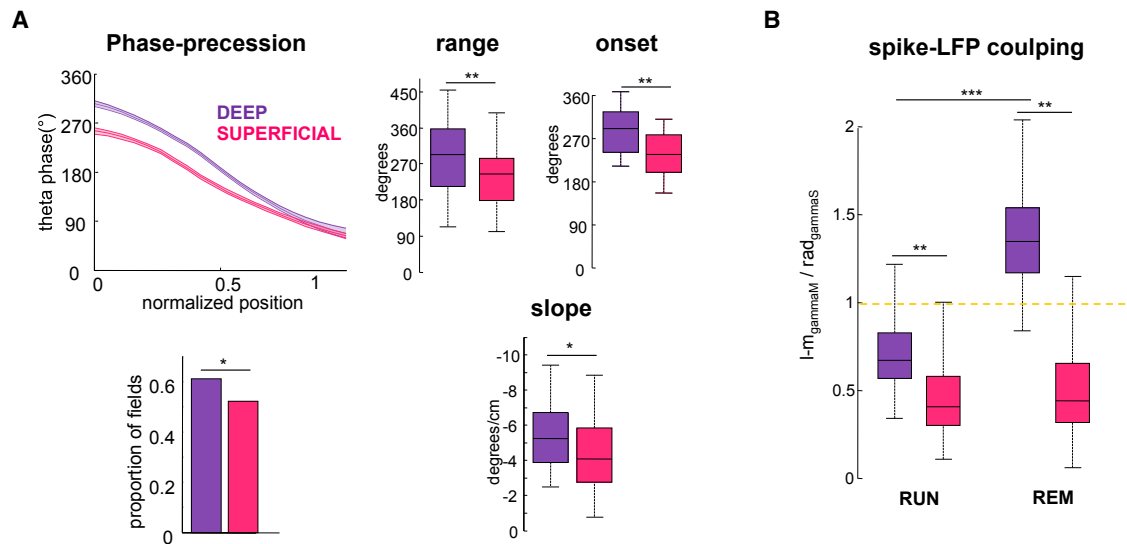 A
Phase-precession
360
270
180
90
0
theta phase(°)
DEEP
SUPERFICIAL
0
0.5
1
normalized position
range
**
450
360
270
180
90
0
degrees
onset
**
360
270
180
90
0
degrees
*
0.6
0.4
0.2
0
proportion of fields
slope
*
-10
-8
-6
-4
-2
0
degrees/cm
B
spike-LFP coulping
***
**
**
2
1.5
1
0.5
0
l-m gammaM / rad gammaS
RUN
REM